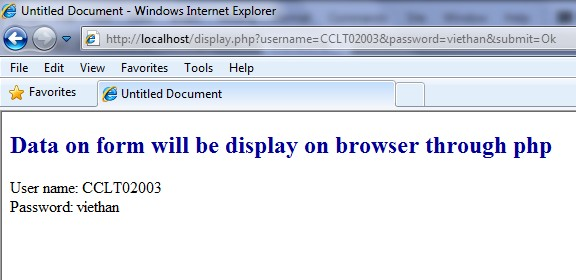 Untitled Document - Windows Internet Explorer
http://localhost/display.php?username=CCLT02003&password=viethan&submit=Ok
File Edit View Favorites Tools Help
Favorites Untitled Document
Data on form will be display on browser through php
User name: CCLT02003
Password: viethan